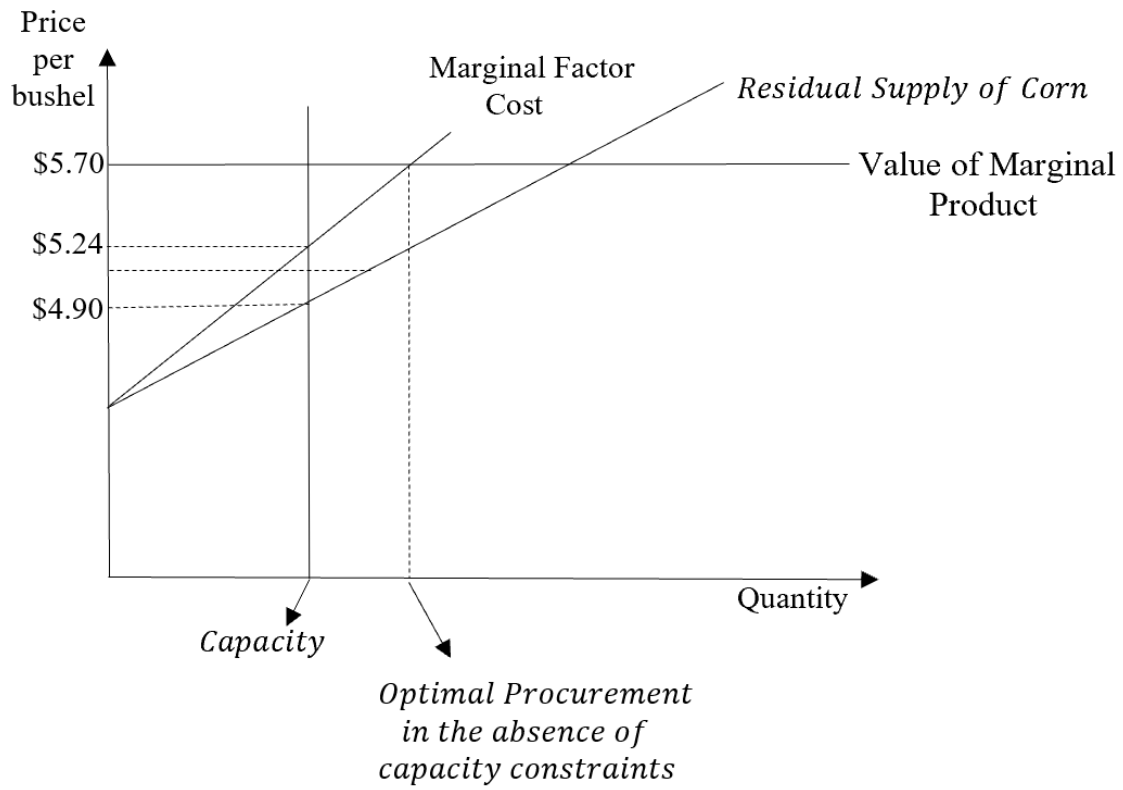 Price
per
bushel
Marginal Factor
Cost
Residual Supply of Corn
$5.70
Value of Marginal
Product
$5.24
$4.90
Quantity
Capacity
Optimal Procurement
in the absence of
capacity constraints